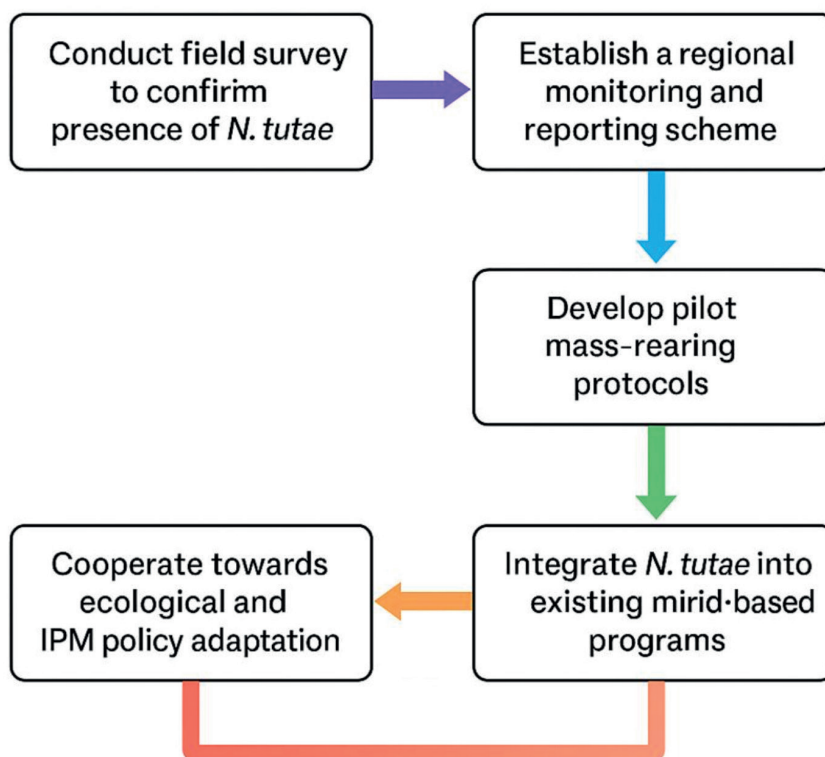 Conduct field survey
to confirim
presence of N. tutae
Establish a regional
monitoring and
reporting scheme
Develop pilot
mass-rearing
protocols
Integrate N. tutae into
existing mirid·based
programs
Cooperate towards
ecological and
IPM policy adaptation